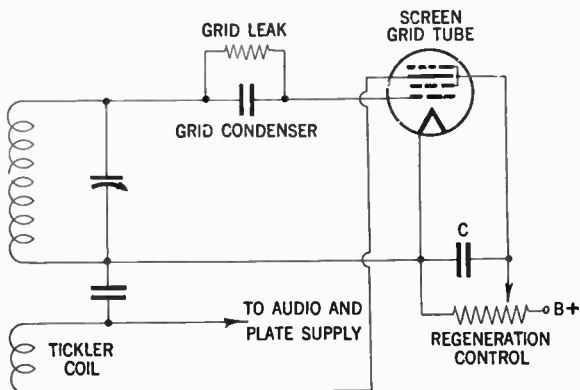 SCREEN
GRID TUBE
GRID LEAK
GRID CONDENSER
C
B+
TO AUDIO AND
PLATE SUPPLY
REGENERATION
CONTROL
TICKLER
COIL